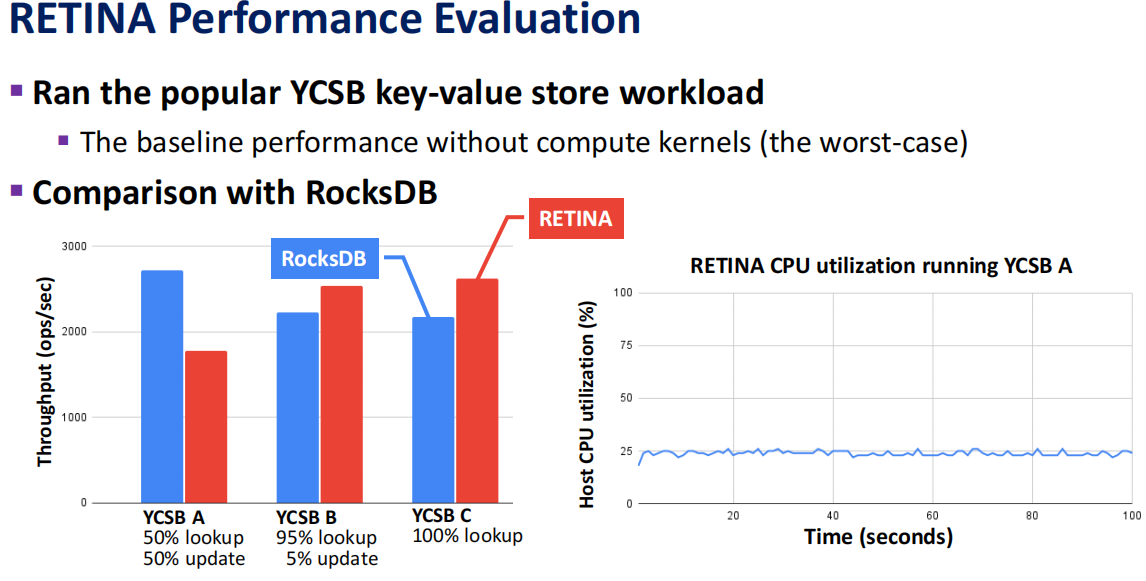 RETINA Performance Evaluation
Ran the popular YCSB key-value store workload
The baseline performance without compute kernels (the worst-case)
Comparison with RocksDB
RETINA
RocksDB
3000
2000
1000
0
Throughput (ops/sec)
YCSB A
50% lookup
50% update
YCSB B
95% lookup
5% update
YCSB C
100% lookup
RETINA CPU utilization running YCSB A
100
75
50
25
0
Host CPU utilization (%)
20
40
60
80
100
Time (seconds)